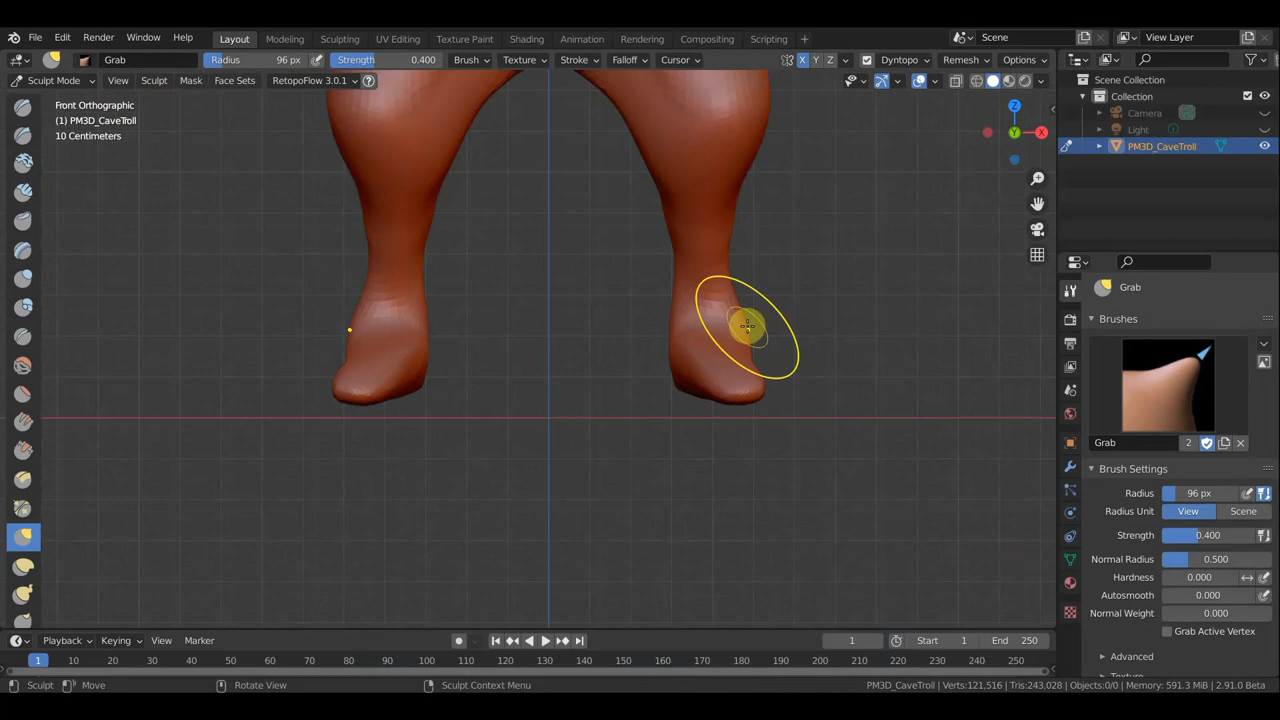 File Edit Render Window Help Layout Modeling Sculpting UV Editing Texture Paint Shading Animation Rendering Compositing Scripting + Scene View Layer
Grab Radius 96 px Strength 0.400 Brush Texture Stroke Falloff Cursor X Y Z Dyntopo Remesh Options
Sculpt Mode View Sculpt Mask Face Sets RetopoFlow 3.0.1 ?
Scene Collection
Collection
Camera
Light
PM3D_CaveTroll
Front Orthographic
(1) PM3D_CaveTroll
10 Centimeters
Z
Y
X
Grab
Brushes
Grab 2
Brush Settings
Radius 96 px
Radius Unit View Scene
Strength 0.400
Normal Radius 0.500
Hardness 0.000
Autosmooth 0.000
Normal Weight 0.000
Grab Active Vertex
Advanced
Playback Keying View Marker 1 Start 1 End 250
1 10 20 30 40 50 60 70 80 90 100 110 120 130 140 150 160 170 180 190 200 210 220 230 240 250
Sculpt Move Rotate View Sculpt Context Menu PM3D_CaveTroll | Verts:121,516 | Tris:243,028 | Objects:0/0 | Memory: 591.3 MiB | 2.91.0 Beta